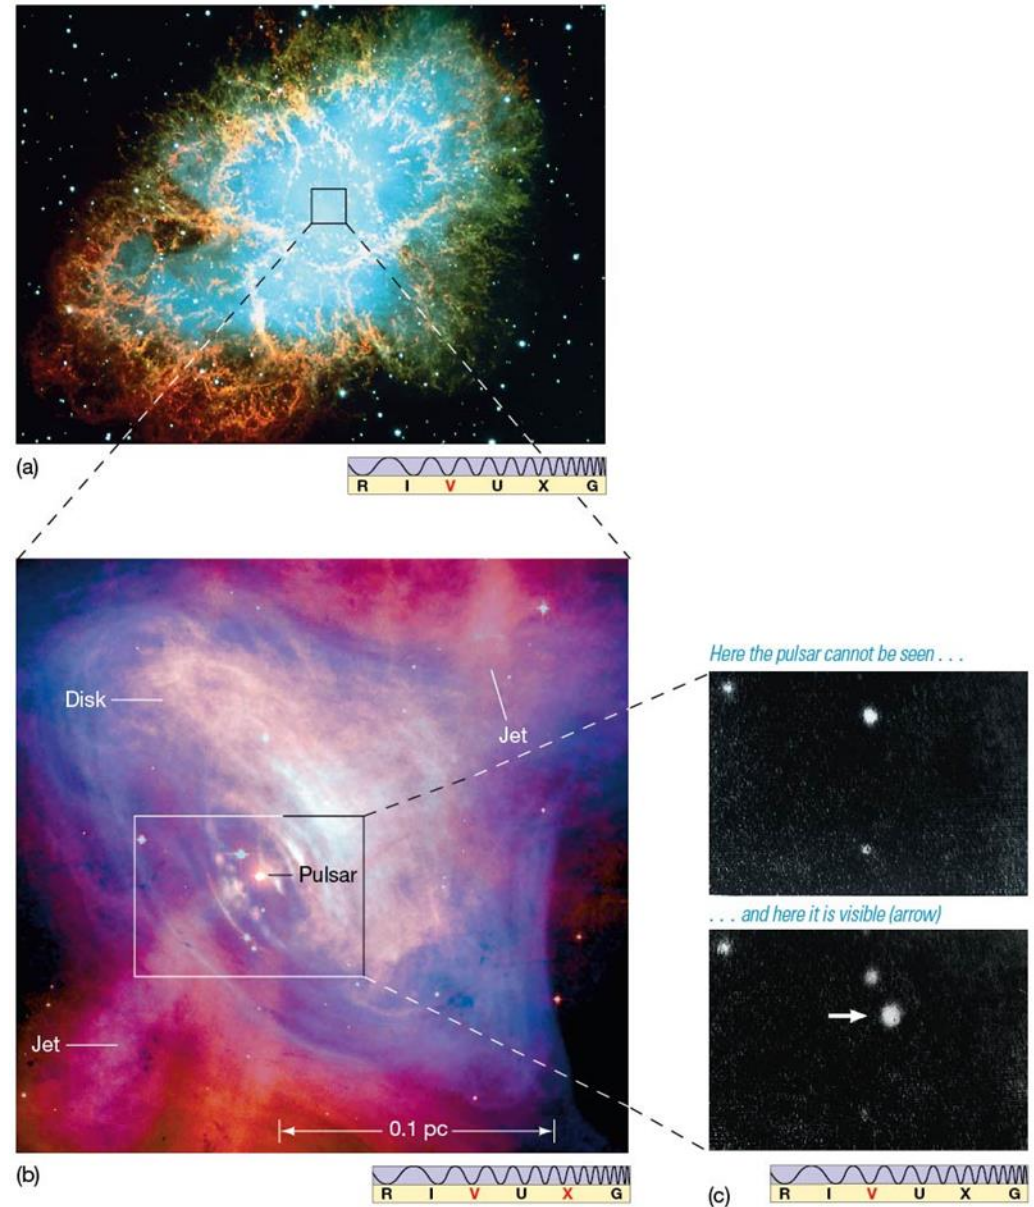 (a)
R I V U X G
Disk
Jet
Pulsar
Jet
0.1 pc
(b)
R I V U X G
Here the pulsar cannot be seen . . .
. . . and here it is visible (arrow)
(c)
R I V U X G